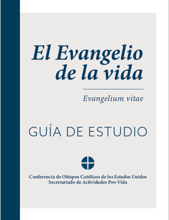 El Evangelio
de la vida
Evangelium vitae
GUÍA DE ESTUDIO
Conferencia de Obispos Católicos de los Estados Unidos
Secretariado de Actividades Pro-Vida